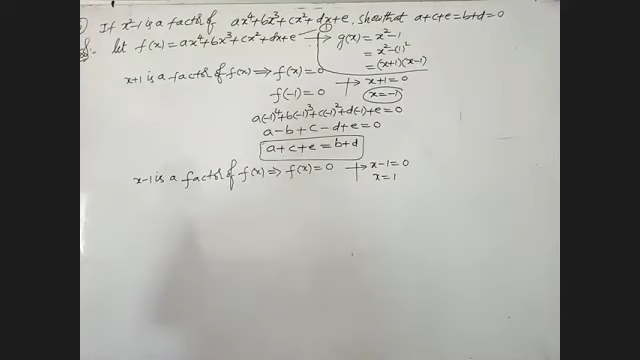 If x²-1 is a factor of ax⁴+bx³+cx²+dx+e, show that a+c+e=b+d=0
let f(x)=ax⁴+bx³+cx²+dx+e ① g(x)=x²-1
=x²-(1)²
=(x+1)(x-1)
x+1 is a factor of f(x) ⇒ f(x)=0 → x+1=0
f(-1)=0 x=-1
a(-1)⁴+b(-1)³+c(-1)²+d(-1)+e=0
a-b+c-d+e=0
a+c+e=b+d
x-1 is a factor of f(x) ⇒ f(x)=0 → x-1=0
x=1